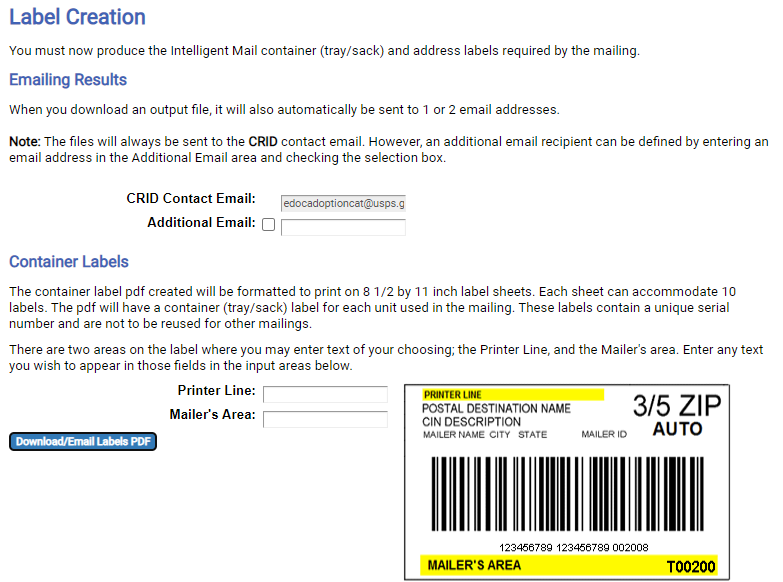 Label Creation
You must now produce the Intelligent Mail container (tray/sack) and address labels required by the mailing.
Emailing Results
When you download an output file, it will also automatically be sent to 1 or 2 email addresses.
Note: The files will always be sent to the CRID contact email. However, an additional email recipient can be defined by entering an
email address in the Additional Email area and checking the selection box.
CRID Contact Email: edocadoptioncat@usps.g
Additional Email:
Container Labels
The container label pdf created will be formatted to print on 8 1/2 by 11 inch label sheets. Each sheet can accommodate 10
labels. The pdf will have a container (tray/sack) label for each unit used in the mailing. These labels contain a unique serial
number and are not to be reused for other mailings.
There are two areas on the label where you may enter text of your choosing; the Printer Line, and the Mailer's area. Enter any text
you wish to appear in those fields in the input areas below.
Printer Line:
Mailer's Area:
Download/Email Labels PDF
PRINTER LINE
POSTAL DESTINATION NAME
CIN DESCRIPTION
MAILER NAME CITY STATE MAILER ID
3/5 ZIP
AUTO
123456789 123456789 002008
MAILER'S AREA T00200